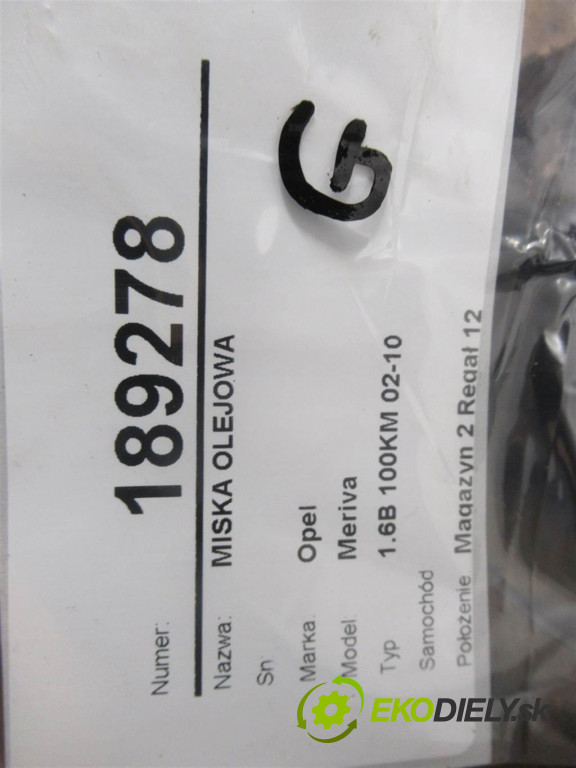 G
Numer: 189278
Nazwa: MISKA OLEJOWA
Sn:
Marka: Opel
Model: Meriva
Typ 1.6B 100KM 02-10
Samochód
Położenie Magazyn 2 Regał 12
EKODIELY.sk